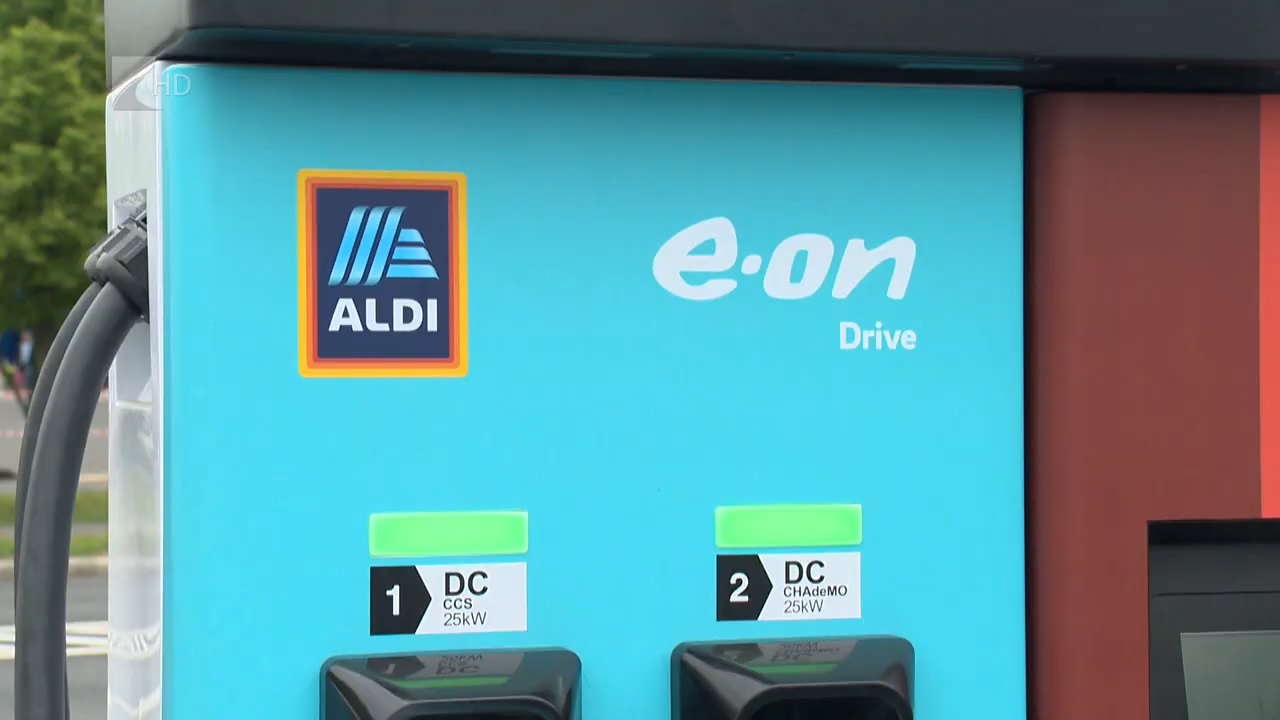 HD
ALDI
e·on
Drive
1 DC
CCS
25kW
2 DC
CHAdeMO
25kW